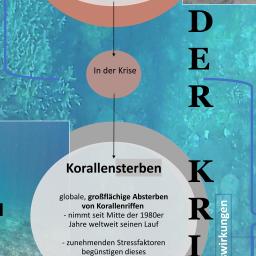 In der Krise
Korallensterben
globale, großflächige Absterben
von Korallenriffen
- nimmt seit Mitte der 1980er
Jahre weltweit seinen Lauf
- zunehmenden Stressfaktoren
begünstigen dieses
DER
KRI
wirkungen